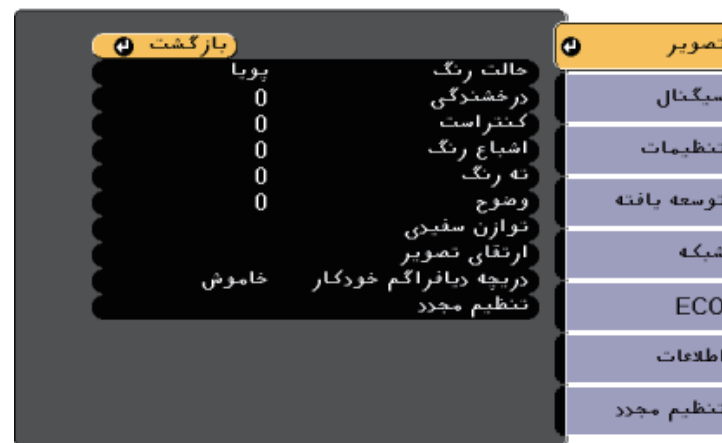 بازگشت
حالت رنگ پویا
درخشندگی 0
کنتراست 0
اشباع رنگ 0
ته رنگ 0
وضوح 0
توازن سفیدی
ارتقای تصویر
دریچه دیافراگم خودکار خاموش
تنظیم مجدد
تصویر
سیگنال
تنظیمات
توسعه یافته
شبکه
ECO
اطلاعات
تنظیم مجدد